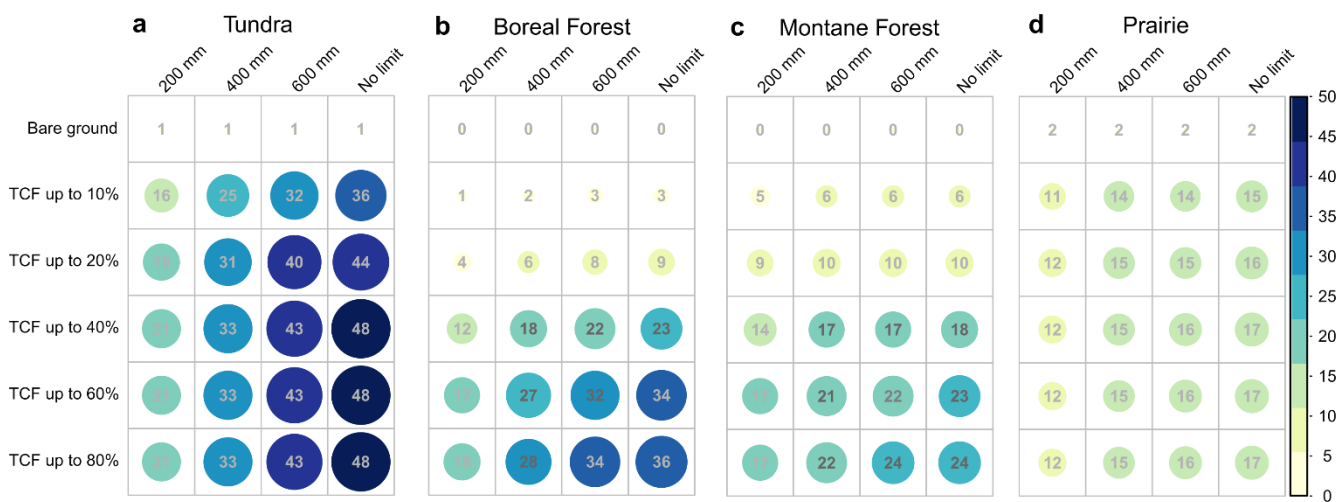 a Tundra
b Boreal Forest
c Montane Forest
d Prairie
200 mm 400 mm 600 mm No limit 200 mm 400 mm 600 mm No limit 200 mm 400 mm 600 mm No limit 200 mm 400 mm 600 mm No limit
Bare ground 1 1 1 1 0 0 0 0 0 0 0 0 2 2 2 2
TCF up to 10% 16 25 32 36 1 2 3 3 5 6 6 6 11 14 14 15
TCF up to 20% 31 40 44 4 6 8 9 9 10 10 10 12 15 15 16
TCF up to 40% 21 33 43 48 12 18 22 23 14 17 17 18 12 15 16 17
TCF up to 60% 21 33 43 48 17 27 32 34 21 22 23 12 15 16 17
TCF up to 80% 21 33 43 48 28 34 36 17 22 24 24 12 15 16 17
50
45
40
35
30
25
20
15
10
5
0